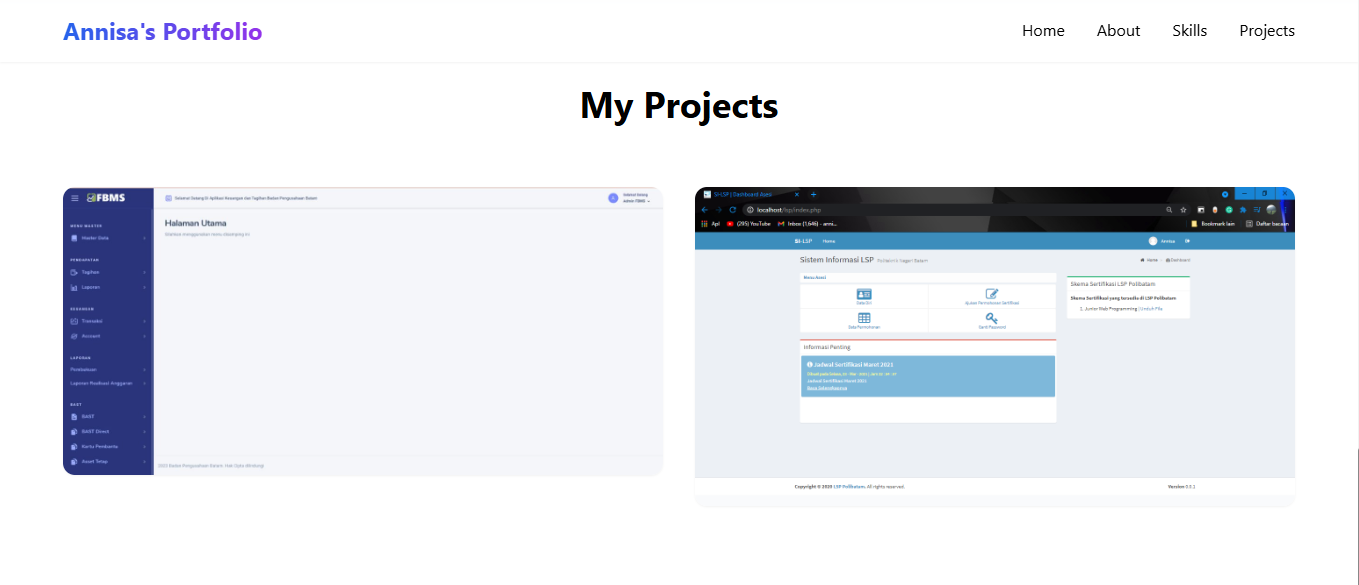 Annisa's Portfolio
Home About Skills Projects
My Projects
FBMS
Selamat Datang Di Aplikasi Keuangan dan Tagihan Badan Pengusahaan Batam
Selamat Datang
Admin FBMS
MENU MASTER
Master Data
PENDAPATAN
Tagihan
Laporan
KEUANGAN
Transaksi
Account
LAPORAN
Pembukuan
Laporan Realisasi Anggaran
BAST
BAST
BAST Direct
Kartu Pembantu
Asset Tetap
Halaman Utama
Silahkan menggunakan menu disamping ini
2023 Badan Pengusahaan Batam. Hak Cipta dilindungi
SI-LSP | Dashboard Asesi
localhost/lsp/index.php
Apl (295) YouTube Inbox (1,646) - anni... Bookmark lain Daftar bacaan
SI-LSP Home Annisa
Sistem Informasi LSP Politeknik Negeri Batam Home Dashboard
Menu Asesi
Data Diri
Ajukan Permohonan Sertifikasi
Data Permohonan
Ganti Password
Skema Sertifikasi LSP Polibatam
Skema Sertifikasi yang tersedia di LSP Polibatam
1. Junior Web Programming
Informasi Penting
Jadwal Sertifikasi Maret 2021
Jadwal Sertifikasi Maret 2021
Baca Selengkapnya
Copyright © 2020 LSP Polibatam. All rights reserved.
Version 0.0.1